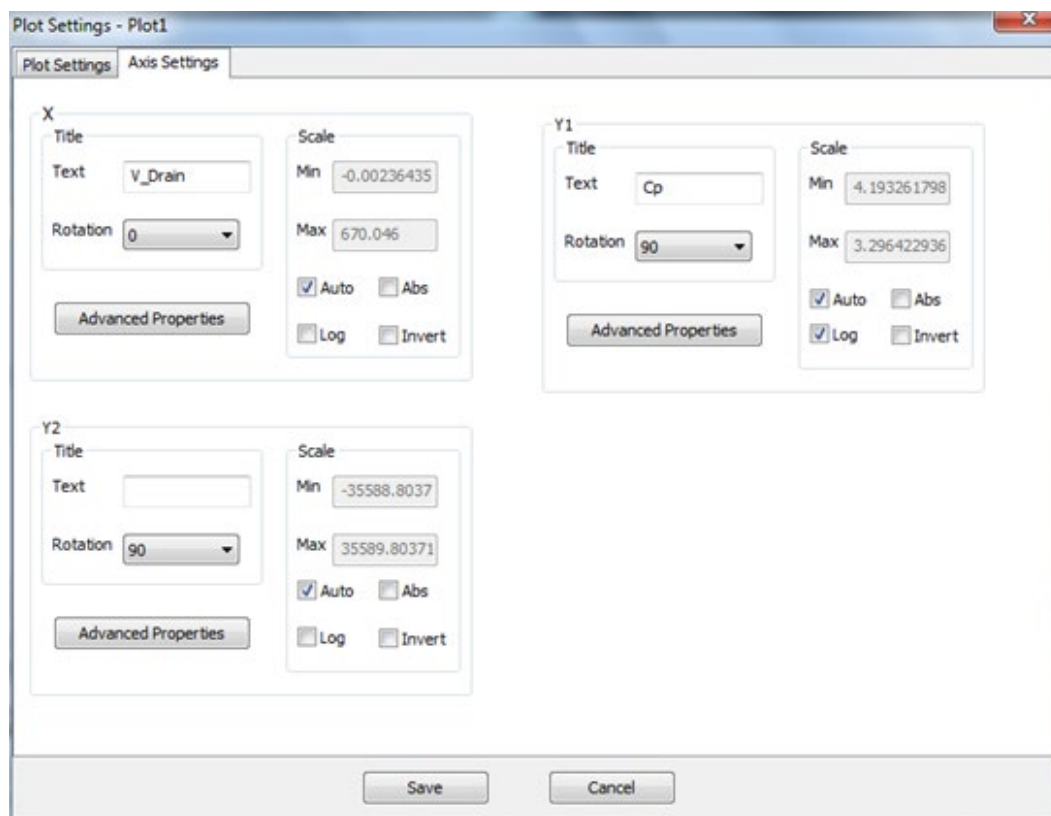 Plot Settings - Plot1
Plot Settings
Axis Settings
X
Title
Text
V_Drain
Rotation
0
Advanced Properties
Scale
Min
-0.00236435
Max
670.046
Auto
Abs
Log
Invert
Y1
Title
Text
Cp
Rotation
90
Advanced Properties
Scale
Min
4.193261798
Max
3.296422936
Auto
Abs
Log
Invert
Y2
Title
Text
Rotation
90
Advanced Properties
Scale
Min
-35588.8037
Max
35589.80371
Auto
Abs
Log
Invert
Save
Cancel